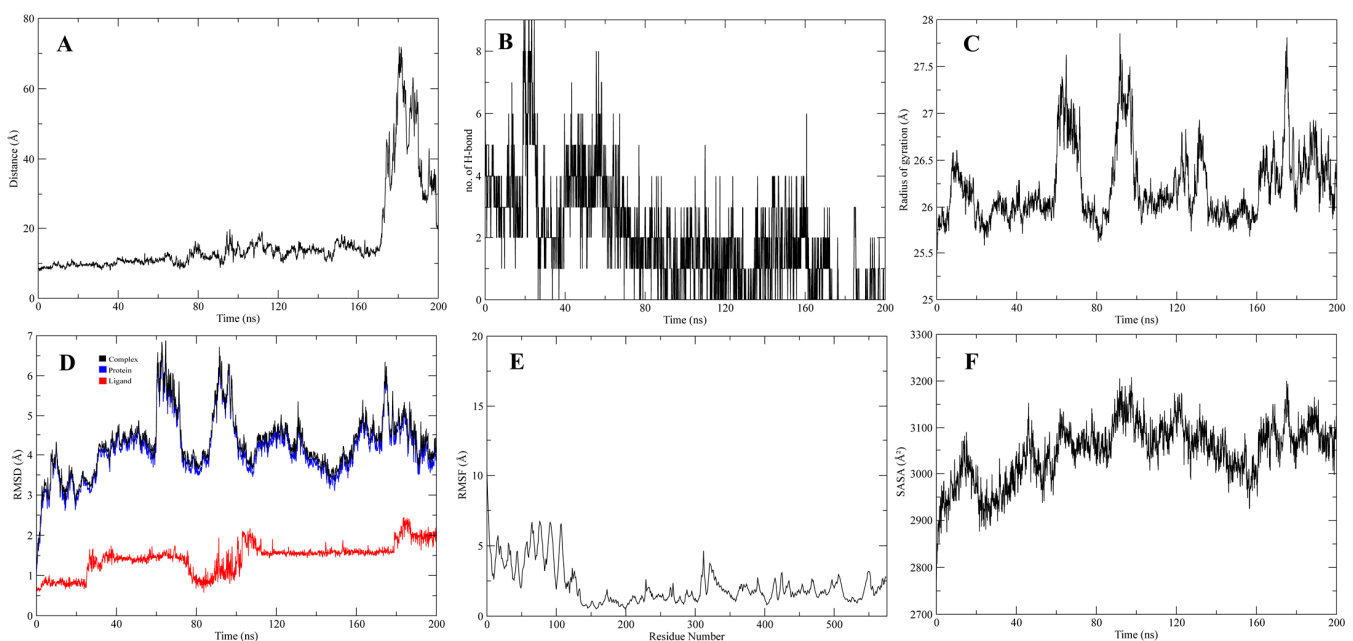 A
Distance (Å)
80
60
40
20
0
0 40 80 120 160 200
Time (ns)
B
no. of H-bond
8
6
4
2
0
0 40 80 120 160 200
Time (ns)
C
Radius of gyration (Å)
28
27.5
27
26.5
26
25.5
25
0 40 80 120 160 200
Time (ns)
D
Complex
Protein
Ligand
RMSD (Å)
7
6
5
4
3
2
1
0
0 40 80 120 160 200
Time (ns)
E
RMSF (Å)
20
15
10
5
0
0 100 200 300 400 500
Residue Number
F
SASA (Å²)
3300
3200
3100
3000
2900
2800
2700
0 40 80 120 160 200
Time (ns)